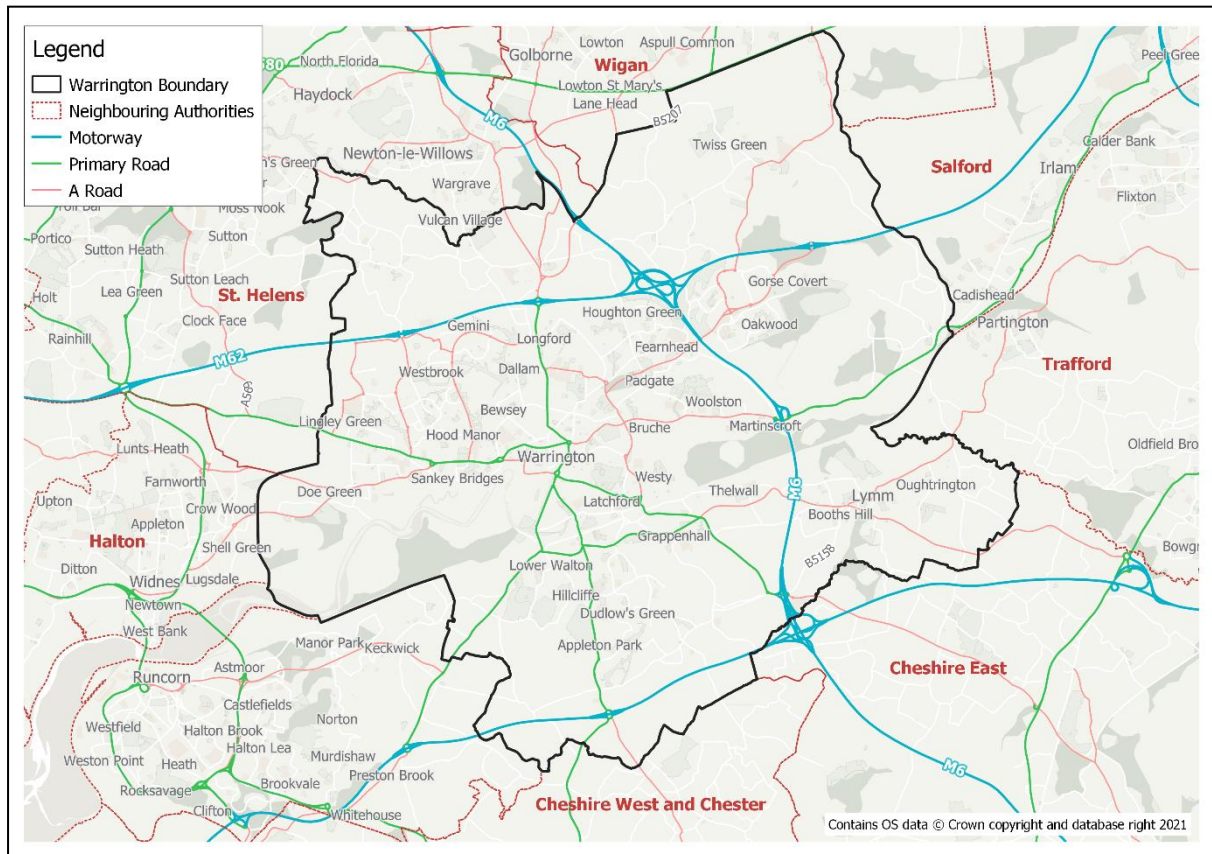 Legend
Warrington Boundary
Neighbouring Authorities
Motorway
Primary Road
A Road
North Florida
Haydock
Golborne
Lowton
Aspull Common
Wigan
Lowton St Mary's
Lane Head
B5207
Peel Green
M6
Newton-le-Willows
Wargrave
Twiss Green
Calder Bank
Salford
Irlam
Flixton
Moss Nook
Vulcan Village
Portico
Sutton
Sutton Heath
Sutton Leach
Lea Green
Holt
St. Helens
Gorse Covert
Cadishead
Clock Face
Houghton Green
Oakwood
Partington
Rainhill
Gemini
Longford
Fearnhead
M62
Trafford
Westbrook
Dallam
Padgate
A569
Bewsey
Woolston
Lingley Green
Hood Manor
Bruche
Martinscroft
Lunts Heath
Oldfield Bro
Warrington
Farnworth
Sankey Bridges
Westy
Doe Green
Thelwall
M6
Lymm
Oughtrington
Upton
Crow Wood
Latchford
Booths Hill
Appleton
Grappenhall
Halton
Shell Green
B5158
Bowgr
Ditton
Widnes
Lugsdale
Lower Walton
Newtown
Hillcliffe
West Bank
Dudlow's Green
Manor Park
Keckwick
Appleton Park
Runcorn
Astmoor
Cheshire East
Castlefields
Westfield
Halton Brook
Norton
Halton Lea
Weston Point
Heath
Murdishaw
M6
Rocksavage
Brookvale
Preston Brook
Clifton
Whitehouse
Cheshire West and Chester
Contains OS data © Crown copyright and database right 2021